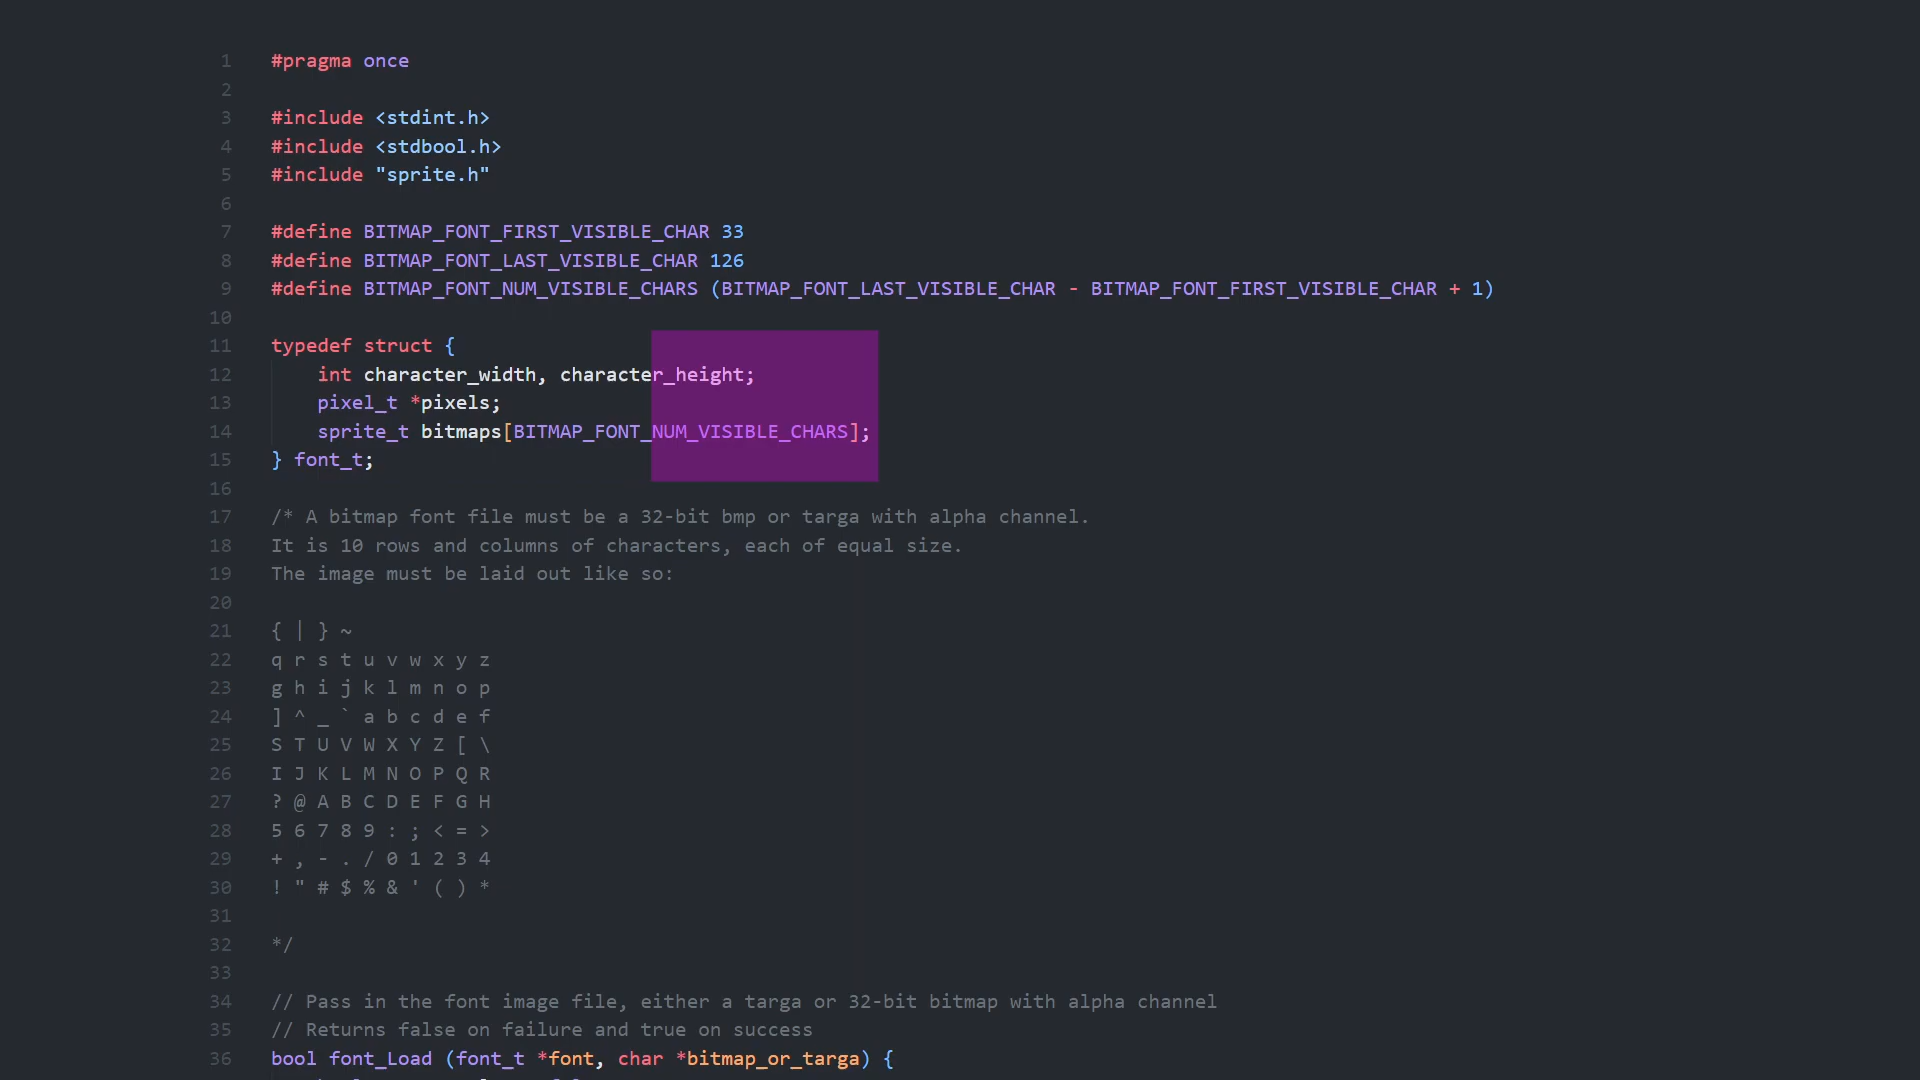 1 #pragma once
2
3 #include <stdint.h>
4 #include <stdbool.h>
5 #include "sprite.h"
6
7 #define BITMAP_FONT_FIRST_VISIBLE_CHAR 33
8 #define BITMAP_FONT_LAST_VISIBLE_CHAR 126
9 #define BITMAP_FONT_NUM_VISIBLE_CHARS (BITMAP_FONT_LAST_VISIBLE_CHAR - BITMAP_FONT_FIRST_VISIBLE_CHAR + 1)
10
11 typedef struct {
12     int character_width, character_height;
13     pixel_t *pixels;
14     sprite_t bitmaps[BITMAP_FONT_NUM_VISIBLE_CHARS];
15 } font_t;
16
17 /* A bitmap font file must be a 32-bit bmp or targa with alpha channel.
18 It is 10 rows and columns of characters, each of equal size.
19 The image must be laid out like so:
20
21 { | } ~
22 q r s t u v w x y z
23 g h i j k l m n o p
24 ] ^ _ ` a b c d e f
25 S T U V W X Y Z [ \
26 I J K L M N O P Q R
27 ? @ A B C D E F G H
28 5 6 7 8 9 : ; < = >
29 + , - . / 0 1 2 3 4
30 ! " # $ % & ' ( ) *
31
32 */
33
34 // Pass in the font image file, either a targa or 32-bit bitmap with alpha channel
35 // Returns false on failure and true on success
36 bool font_Load (font_t *font, char *bitmap_or_targa) {